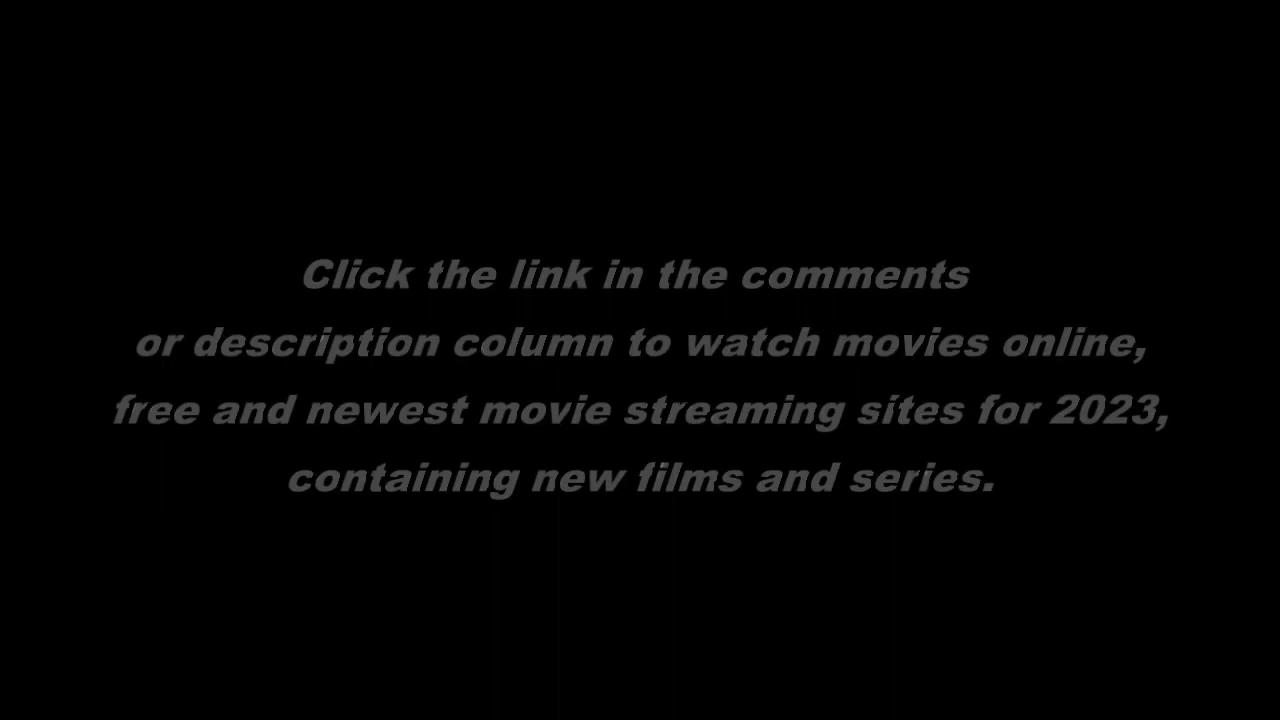 Click the link in the comments
or description column to watch movies online,
free and newest movie streaming sites for 2023,
containing new films and series.